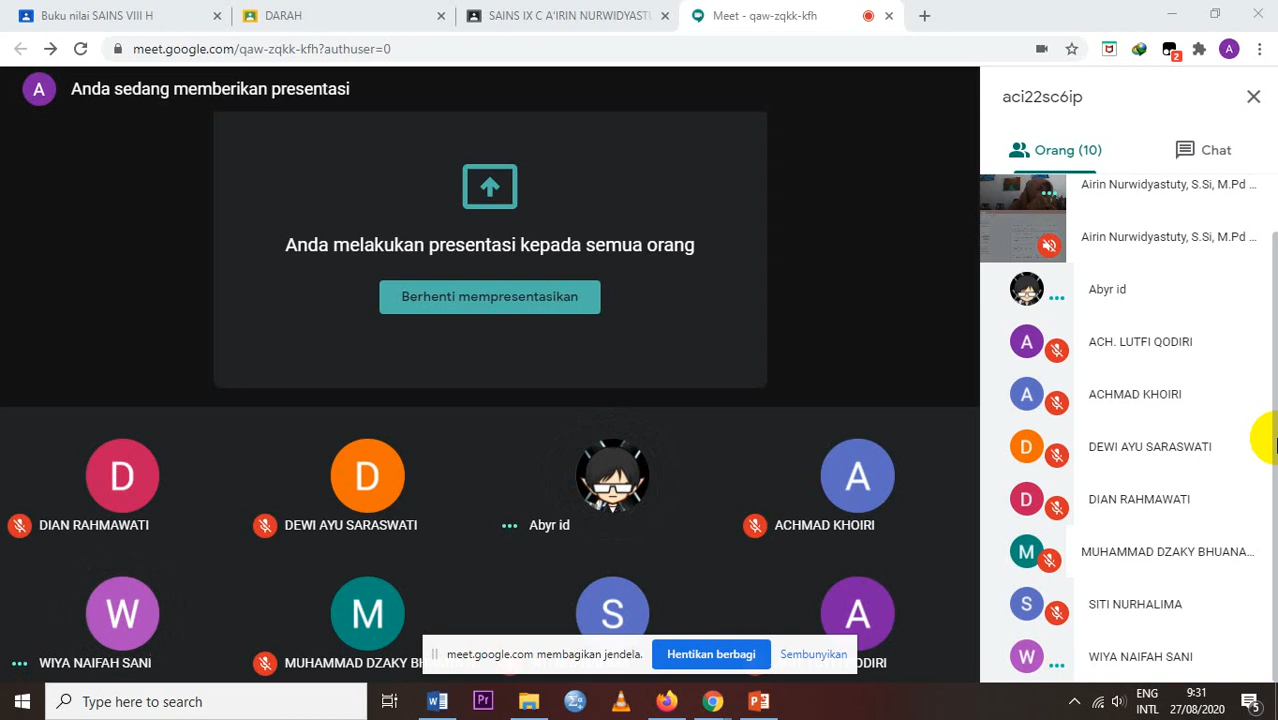 Buku nilai SAINS VIII H
DARAH
SAINS IX C A'IRIN NURWIDYASTU
Meet - qaw-zqkk-kfh
meet.google.com/qaw-zqkk-kfh?authuser=0
2
A
A
Anda sedang memberikan presentasi
aci22sc6ip
Orang (10)
Chat
Anda melakukan presentasi kepada semua orang
Berhenti mempresentasikan
Airin Nurwidyastuty, S.Si, M.Pd ...
Airin Nurwidyastuty, S.Si, M.Pd ...
Abyr id
A
ACH. LUTFI QODIRI
A
ACHMAD KHOIRI
D
DEWI AYU SARASWATI
D
DIAN RAHMAWATI
M
MUHAMMAD DZAKY BHUANA...
S
SITI NURHALIMA
W
WIYA NAIFAH SANI
D
DIAN RAHMAWATI
D
DEWI AYU SARASWATI
Abyr id
A
ACHMAD KHOIRI
W
WIYA NAIFAH SANI
M
MUHAMMAD DZAKY BHUANA
S
A
QODIRI
meet.google.com membagikan jendela.
Hentikan berbagi
Sembunyikan
Type here to search
ENG
INTL
9:31
27/08/2020
5